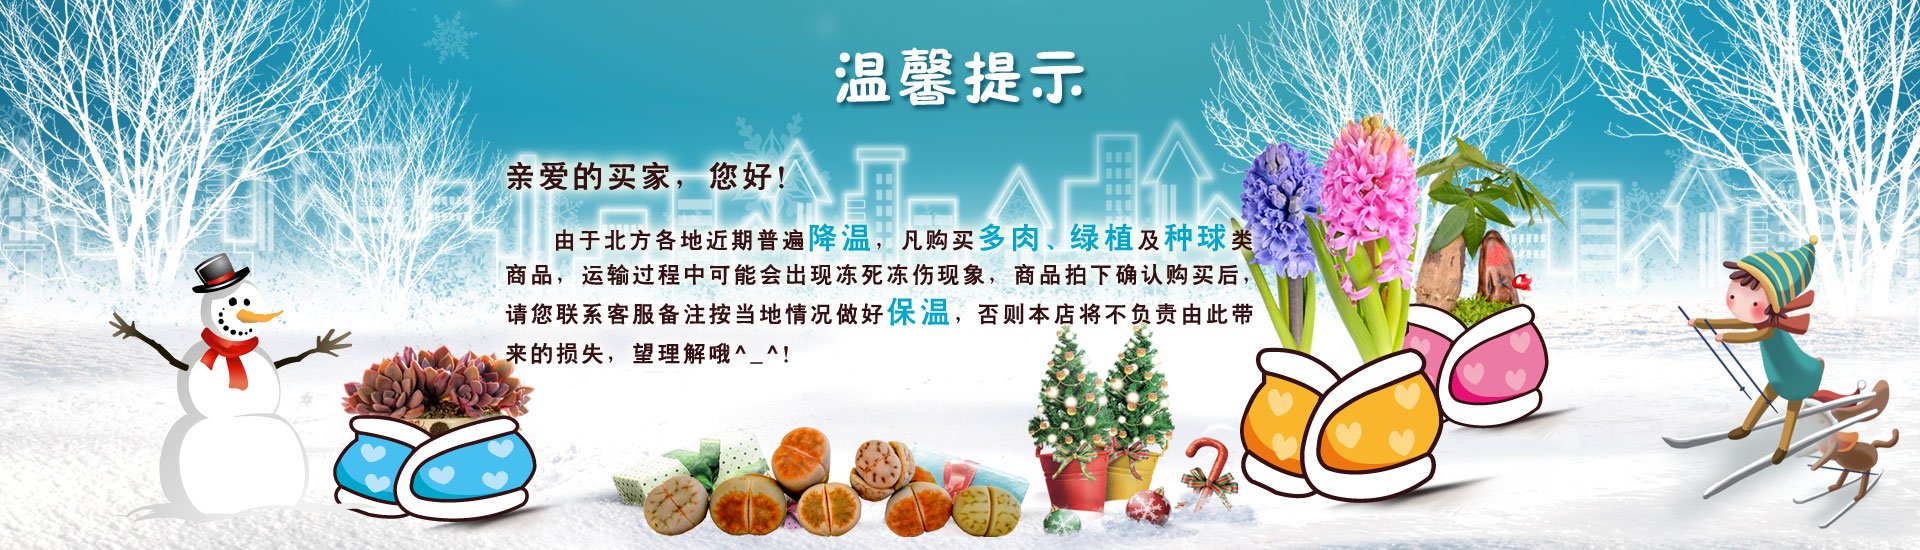 温馨提示
亲爱的买家，您好！
由于北方各地近期普遍降温，凡购买多肉、绿植及种球类
商品，运输过程中可能会出现冻死冻伤现象，商品拍下确认购买后，
请您联系客服备注按当地情况做好保温，否则本店将不负责由此带
来的损失，望理解哦^_^！